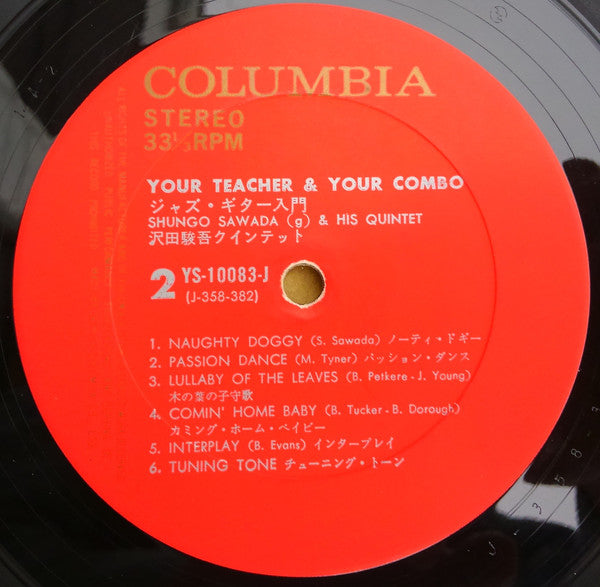 COLUMBIA
STEREO
33⅓RPM
YOUR TEACHER & YOUR COMBO
ジャズ・ギター入門
SHUNGO SAWADA (g) & HIS QUINTET
沢田駿吾クインテット
2 YS-10083-J
(J-358-382)
1. NAUGHTY DOGGY (S. Sawada) ノーティ・ドギー
2. PASSION DANCE (M. Tyner) パッション・ダンス
3. LULLABY OF THE LEAVES (B. Petkere - J. Young)
木の葉の子守歌
4. COMIN' HOME BABY (B. Tucker - B. Dorough)
カミング・ホーム・ベイビー
5. INTERPLAY (B. Evans) インタープレイ
6. TUNING TONE チューニング・トーン